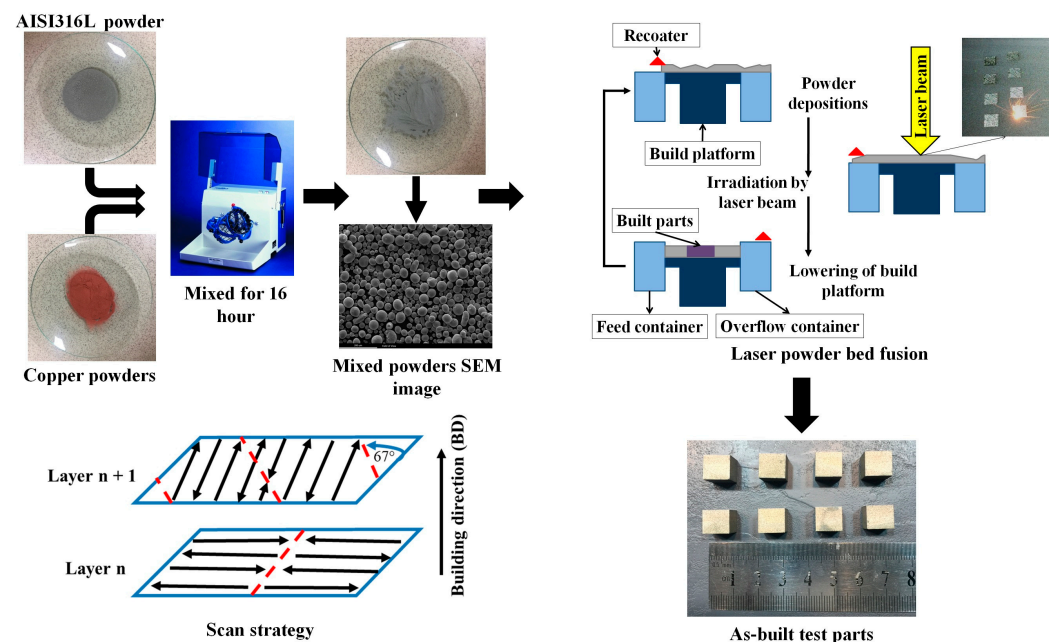 AISI316L powder
Copper powders
Mixed for 16
hour
Mixed powders SEM
image
Recoater
Build platform
Powder
depositions
Irradiation by
laser beam
Lowering of build
platform
Laser beam
Built parts
Feed container
Overflow container
Laser powder bed fusion
Layer n + 1
67°
Layer n
Building direction (BD)
Scan strategy
2 3 4 5 6 7 8
As-built test parts